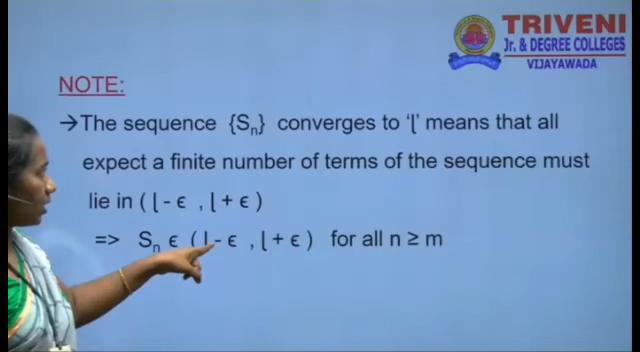 TRIVENI
Jr. & DEGREE COLLEGES
VIJAYAWADA
NOTE:
→The sequence {Sn} converges to 'l' means that all
expect a finite number of terms of the sequence must
lie in ( l - ϵ , l + ϵ )
=> Sn ϵ ( l - ϵ , l + ϵ ) for all n ≥ m